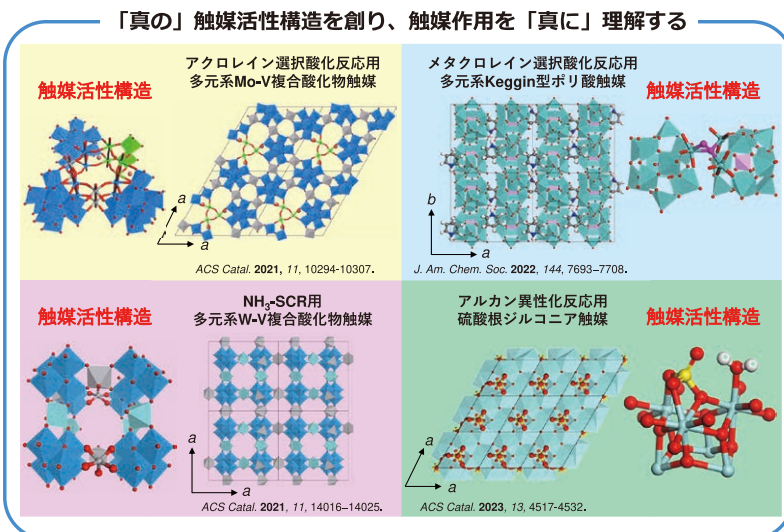 「真の」触媒活性構造を創り、触媒作用を「真に」理解する
アクロレイン選択酸化反応用
多元系Mo-V複合酸化物触媒
触媒活性構造
a
a
ACS Catal. 2021, 11, 10294-10307.
メタクロレイン選択酸化反応用
多元系Keggin型ポリ酸触媒
触媒活性構造
b
a
J. Am. Chem. Soc. 2022, 144, 7693–7708.
NH₃-SCR用
多元系W-V複合酸化物触媒
触媒活性構造
a
a
ACS Catal. 2021, 11, 14016–14025.
アルカン異性化反応用
硫酸根ジルコニア触媒
触媒活性構造
a
a
ACS Catal. 2023, 13, 4517-4532.